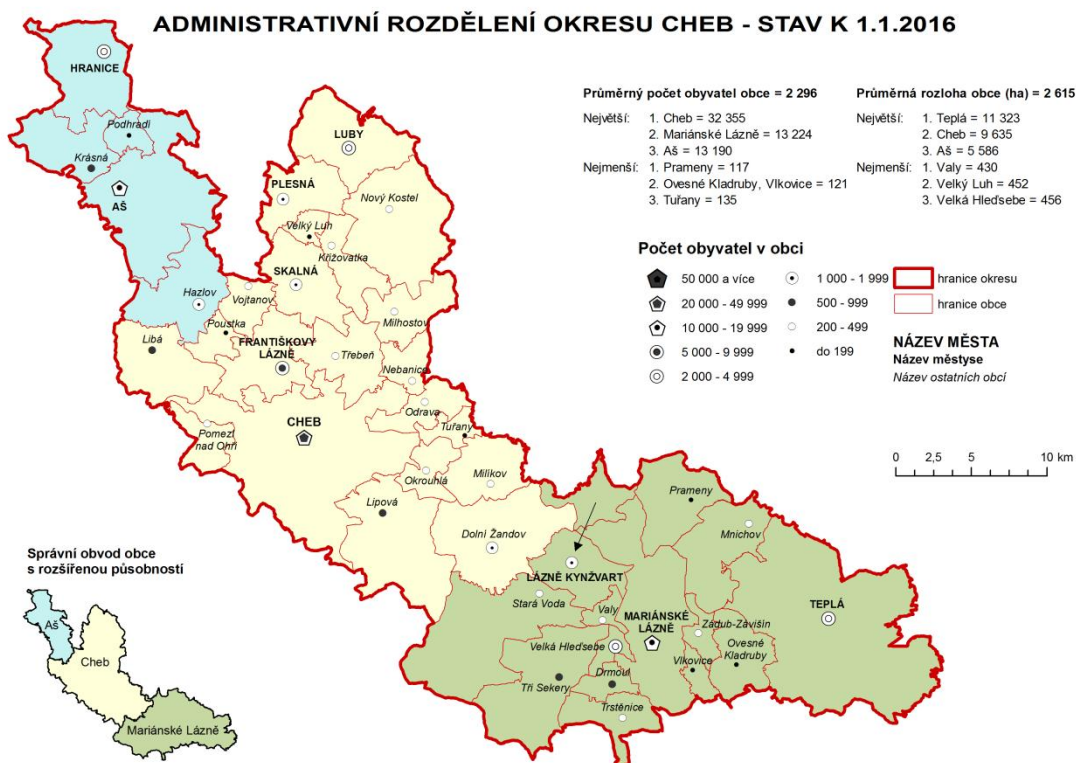 ADMINISTRATIVNÍ ROZDĚLENÍ OKRESU CHEB - STAV K 1.1.2016
Průměrný počet obyvatel obce = 2 296
Největší: 1. Cheb = 32 355
2. Mariánské Lázně = 13 224
3. Aš = 13 190
Nejmenší: 1. Prameny = 117
2. Ovesné Kladruby, Vlkovice = 121
3. Tuřany = 135
Průměrná rozloha obce (ha) = 2 615
Největší: 1. Teplá = 11 323
2. Cheb = 9 635
3. Aš = 5 586
Nejmenší: 1. Valy = 430
2. Velký Luh = 452
3. Velká Hleďsebe = 456
Počet obyvatel v obci
50 000 a více
20 000 - 49 999
10 000 - 19 999
5 000 - 9 999
2 000 - 4 999
1 000 - 1 999
500 - 999
200 - 499
do 199
hranice okresu
hranice obce
NÁZEV MĚSTA
Název městyse
Název ostatních obcí
0 2,5 5 10 km
HRANICE
Podhradí
Krásná
AŠ
Hazlov
LUBY
PLESNÁ
Nový Kostel
Velký Luh
Křižovatka
SKALNÁ
Vojtanov
Poustka
Milhostov
Libá
FRANTIŠKOVY
LÁZNĚ
Třebeň
Nebanice
Odrava
CHEB
Tuřany
Pomezí
nad Ohří
Okrouhlá
Milíkov
Lipová
Dolní Žandov
Prameny
Mnichov
LÁZNĚ KYNŽVART
Stará Voda
Valy
MARIÁNSKÉ
LÁZNĚ
TEPLÁ
Zádub-Závišín
Velká Hleďsebe
Ovesné
Kladruby
Vlkovice
Drmoul
Tři Sekery
Trstěnice
Správní obvod obce
s rozšířenou působností
Aš
Cheb
Mariánské Lázně